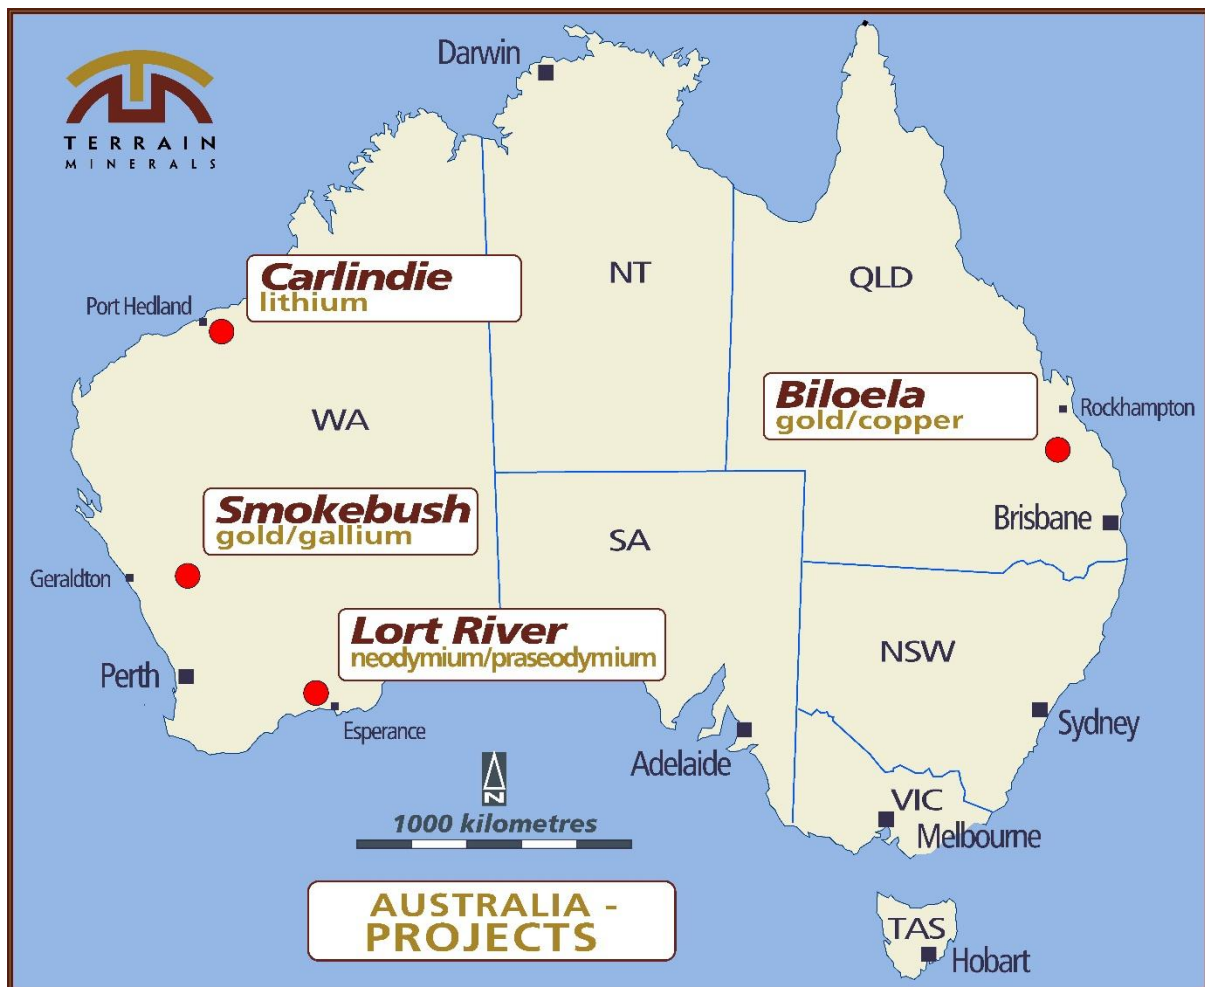 TERRAIN
MINERALS
Darwin
Carlindie
lithium
NT
QLD
Port Hedland
WA
Biloela
gold/copper
Rockhampton
Smokebush
gold/gallium
SA
Brisbane
Geraldton
Lort River
neodymium/praseodymium
NSW
Perth
Esperance
Sydney
Adelaide
N
1000 kilometres
VIC
Melbourne
AUSTRALIA -
PROJECTS
TAS
Hobart